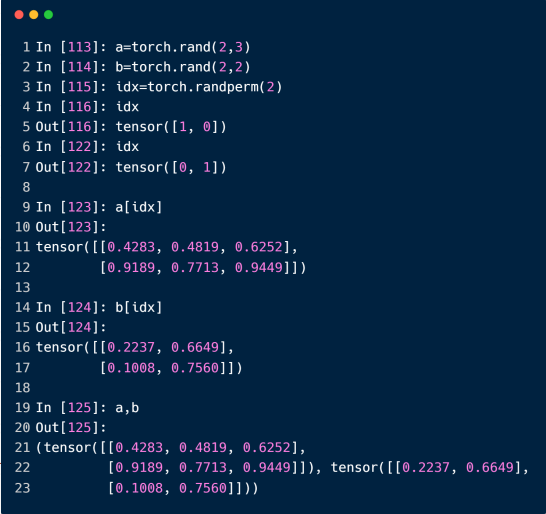 1 In [113]: a=torch.rand(2,3)
2 In [114]: b=torch.rand(2,2)
3 In [115]: idx=torch.randperm(2)
4 In [116]: idx
5 Out[116]: tensor([1, 0])
6 In [122]: idx
7 Out[122]: tensor([0, 1])
8
9 In [123]: a[idx]
10 Out[123]:
11 tensor([[0.4283, 0.4819, 0.6252],
12         [0.9189, 0.7713, 0.9449]])
13
14 In [124]: b[idx]
15 Out[124]:
16 tensor([[0.2237, 0.6649],
17         [0.1008, 0.7560]])
18
19 In [125]: a,b
20 Out[125]:
21 (tensor([[0.4283, 0.4819, 0.6252],
22          [0.9189, 0.7713, 0.9449]]), tensor([[0.2237, 0.6649],
23          [0.1008, 0.7560]]))